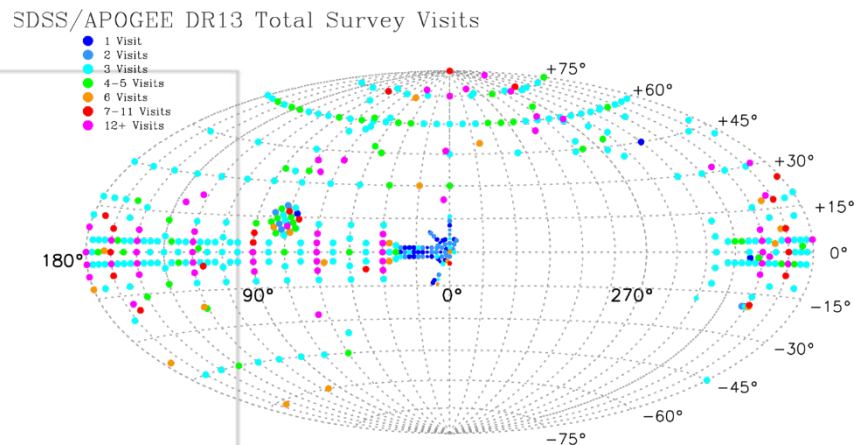 SDSS/APOGEE DR13 Total Survey Visits
1 Visit
2 Visits
3 Visits
4-5 Visits
6 Visits
7-11 Visits
12+ Visits
+75°
+60°
+45°
+30°
+15°
180°
0°
90°
0°
270°
-15°
-30°
-45°
-60°
-75°